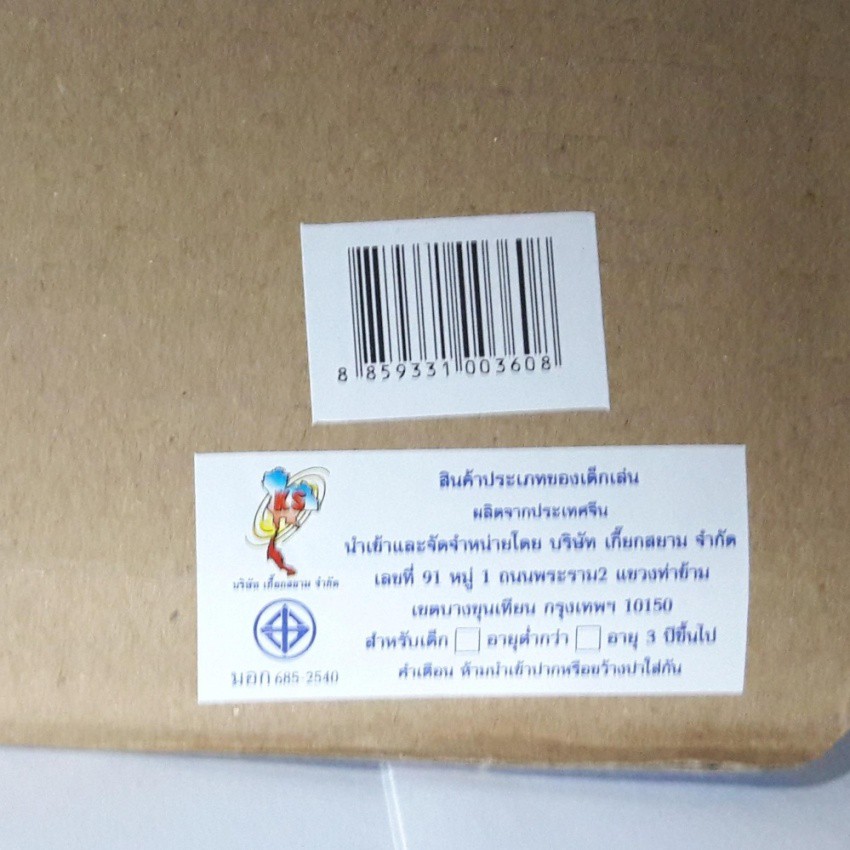 8 859331 003608
KS
บริษัท เกี๊ยกสยาม จำกัด
มอก 685-2540
สินค้าประเภทของเด็กเล่น
ผลิตจากประเทศจีน
นำเข้าและจัดจำหน่ายโดย บริษัท เกี๊ยกสยาม จำกัด
เลขที่ 91 หมู่ 1 ถนนพระราม2 แขวงท่าข้าม
เขตบางขุนเทียน กรุงเทพฯ 10150
สำหรับเด็ก อายุต่ำกว่า อายุ 3 ปีขึ้นไป
คำเตือน ห้ามนำเข้าปากหรือขว้างปาใส่กัน